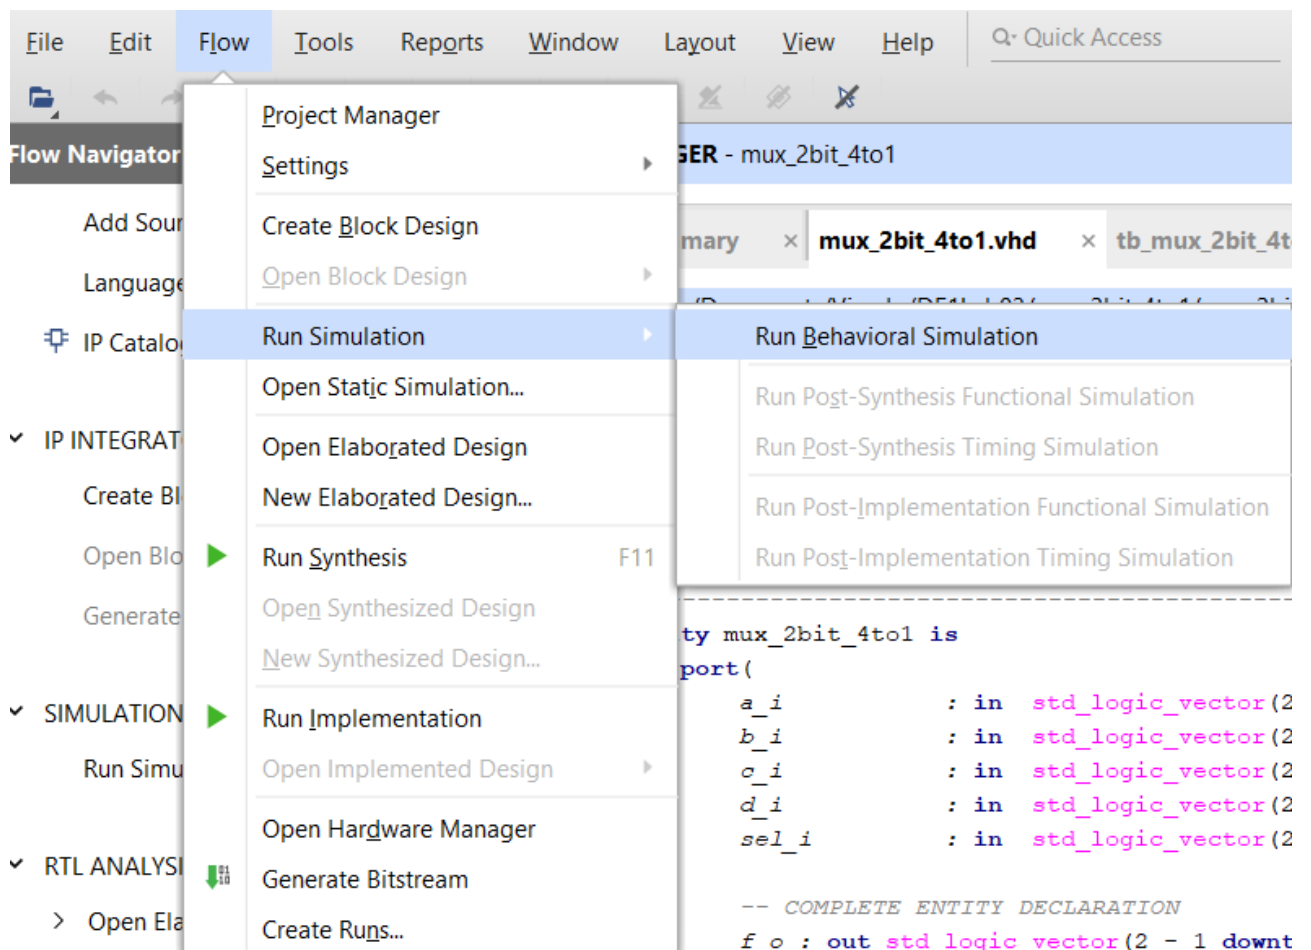 File Edit Flow Tools Reports Window Layout View Help Quick Access
Flow Navigator
GER - mux_2bit_4to1
Project Manager
Settings
Create Block Design
Open Block Design
Run Simulation
Open Static Simulation...
Open Elaborated Design
New Elaborated Design...
Run Synthesis F11
Open Synthesized Design
New Synthesized Design...
Run Implementation
Open Implemented Design
Open Hardware Manager
Generate Bitstream
Create Runs...
Run Behavioral Simulation
Run Post-Synthesis Functional Simulation
Run Post-Synthesis Timing Simulation
Run Post-Implementation Functional Simulation
Run Post-Implementation Timing Simulation
Add Sour
Language
IP Catalo
IP INTEGRAT
Create Bl
Open Blo
Generate
SIMULATION
Run Simu
RTL ANALYSI
Open Ela
mary mux_2bit_4to1.vhd tb_mux_2bit_4t
ty mux_2bit_4to1 is
port(
a_i : in std_logic_vector(2
b_i : in std_logic_vector(2
c_i : in std_logic_vector(2
d_i : in std_logic_vector(2
sel_i : in std_logic_vector(2
-- COMPLETE ENTITY DECLARATION
f_o : out std_logic_vector(2 - 1 downt